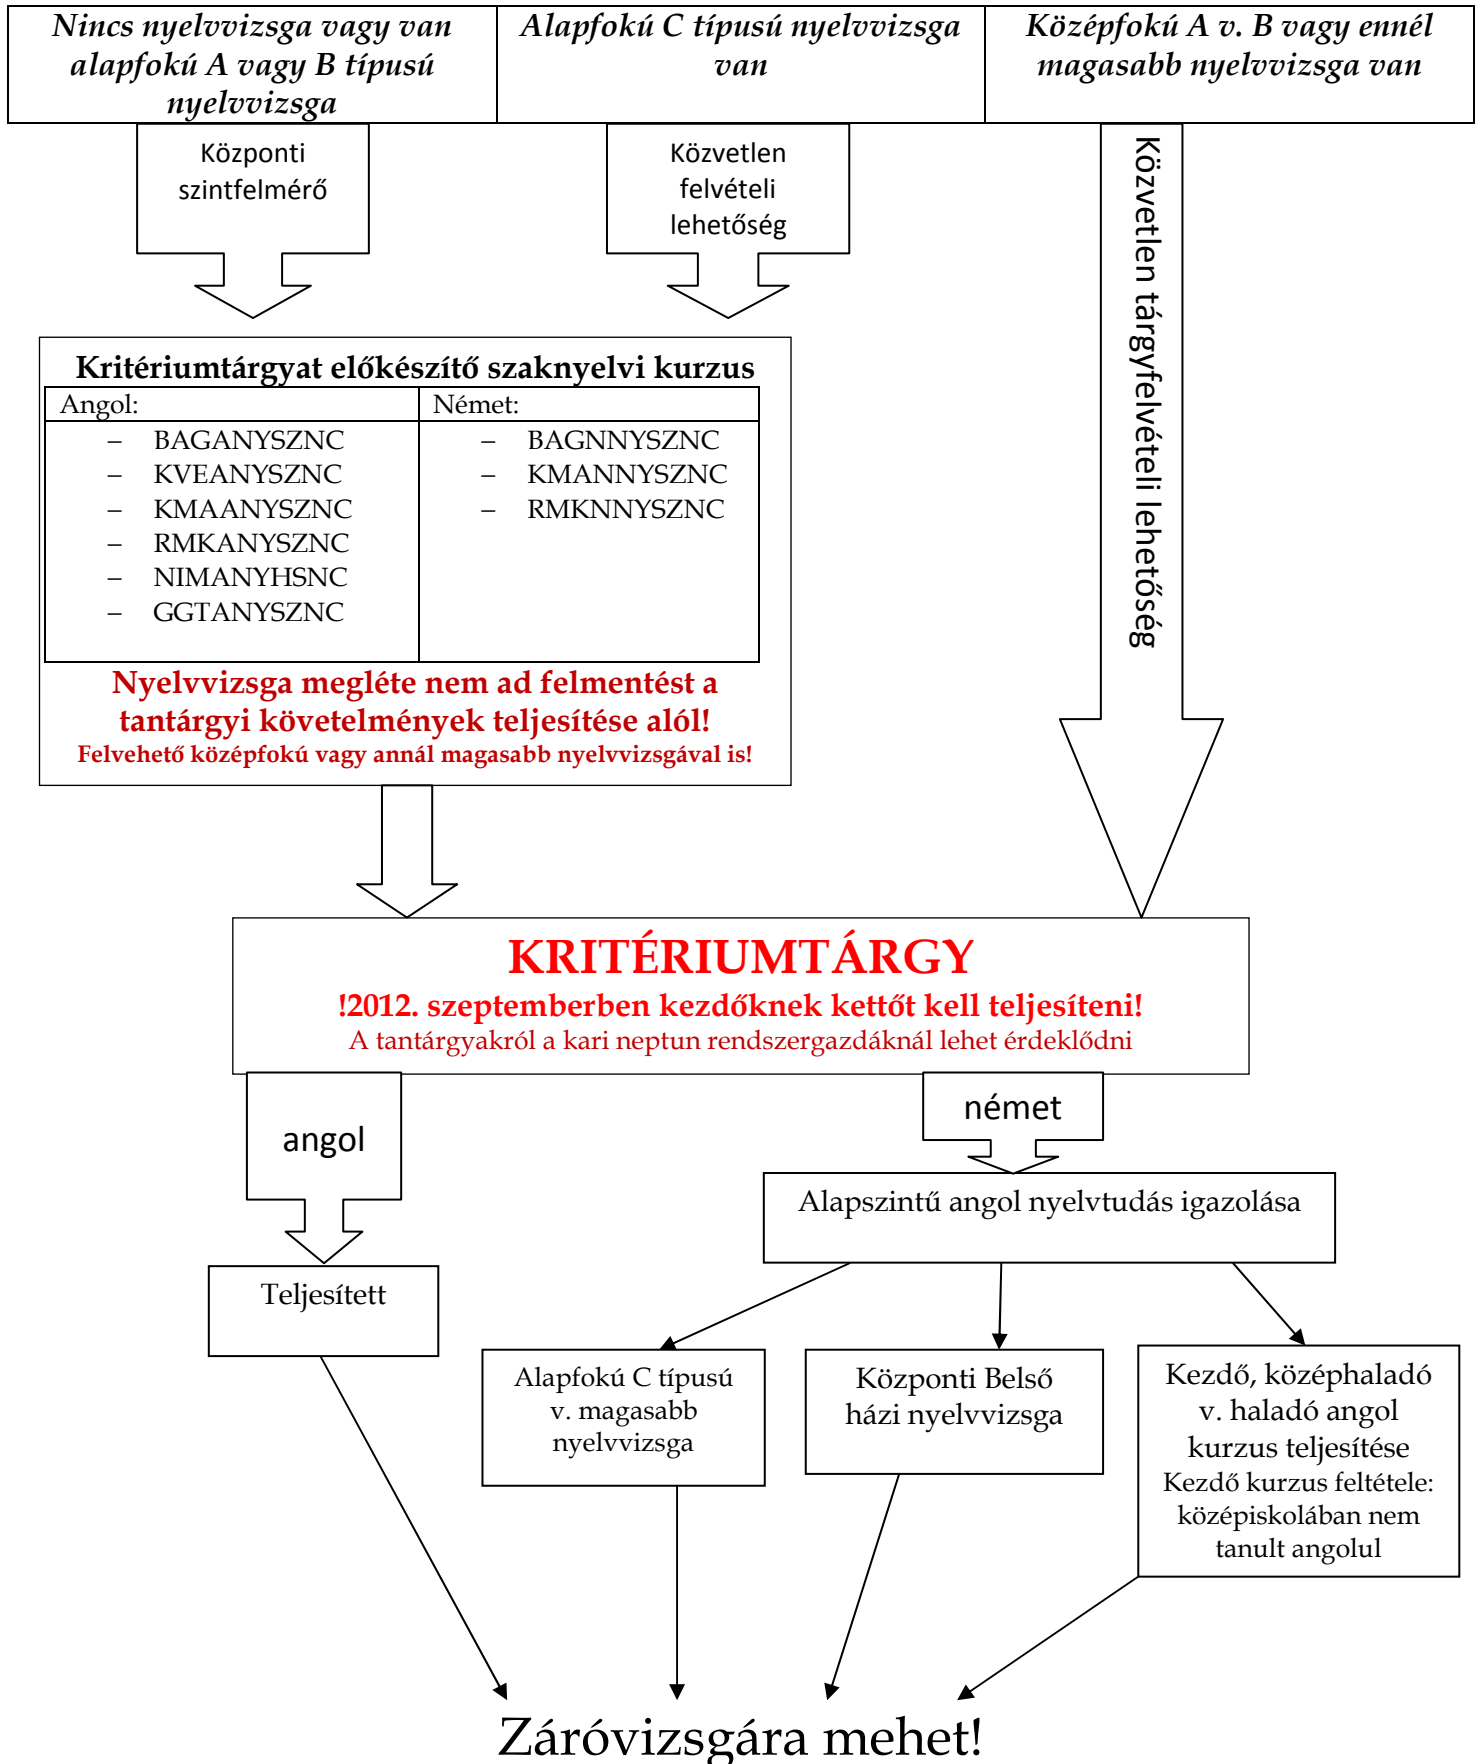 Nincs nyelvvizsga vagy van
alapfokú A vagy B típusú
nyelvvizsga
Alapfokú C típusú nyelvvizsga
van
Középfokú A v. B vagy ennél
magasabb nyelvvizsga van
Központi
szintfelmérő
Közvetlen
felvételi
lehetőség
Közvetlen tárgyfelvételi lehetőség
Kritériumtárgyat előkészítő szaknyelvi kurzus
Angol:
– BAGANYSZNC
– KVEANYSZNC
– KMAANYSZNC
– RMKANYSZNC
– NIMANYHSNC
– GGTANYSZNC
Német:
– BAGNNYSZNC
– KMANNYSZNC
– RMKNNYSZNC
Nyelvvizsga megléte nem ad felmentést a
tantárgyi követelmények teljesítése alól!
Felvehető középfokú vagy annál magasabb nyelvvizsgával is!
KRITÉRIUMTÁRGY
!2012. szeptemberben kezdőknek kettőt kell teljesíteni!
A tantárgyakról a kari neptun rendszergazdáknál lehet érdeklődni
angol
német
Alapszintű angol nyelvtudás igazolása
Teljesített
Alapfokú C típusú
v. magasabb
nyelvvizsga
Központi Belső
házi nyelvvizsga
Kezdő, középhaladó
v. haladó angol
kurzus teljesítése
Kezdő kurzus feltétele:
középiskolában nem
tanult angolul
Záróvizsgára mehet!